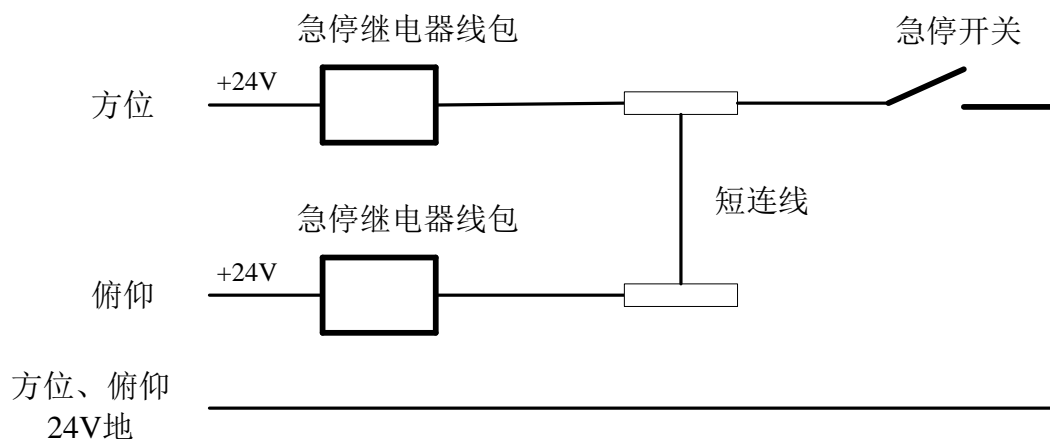 急停继电器线包
急停开关
+24V
方位
短连线
急停继电器线包
+24V
俯仰
方位、俯仰
24V地